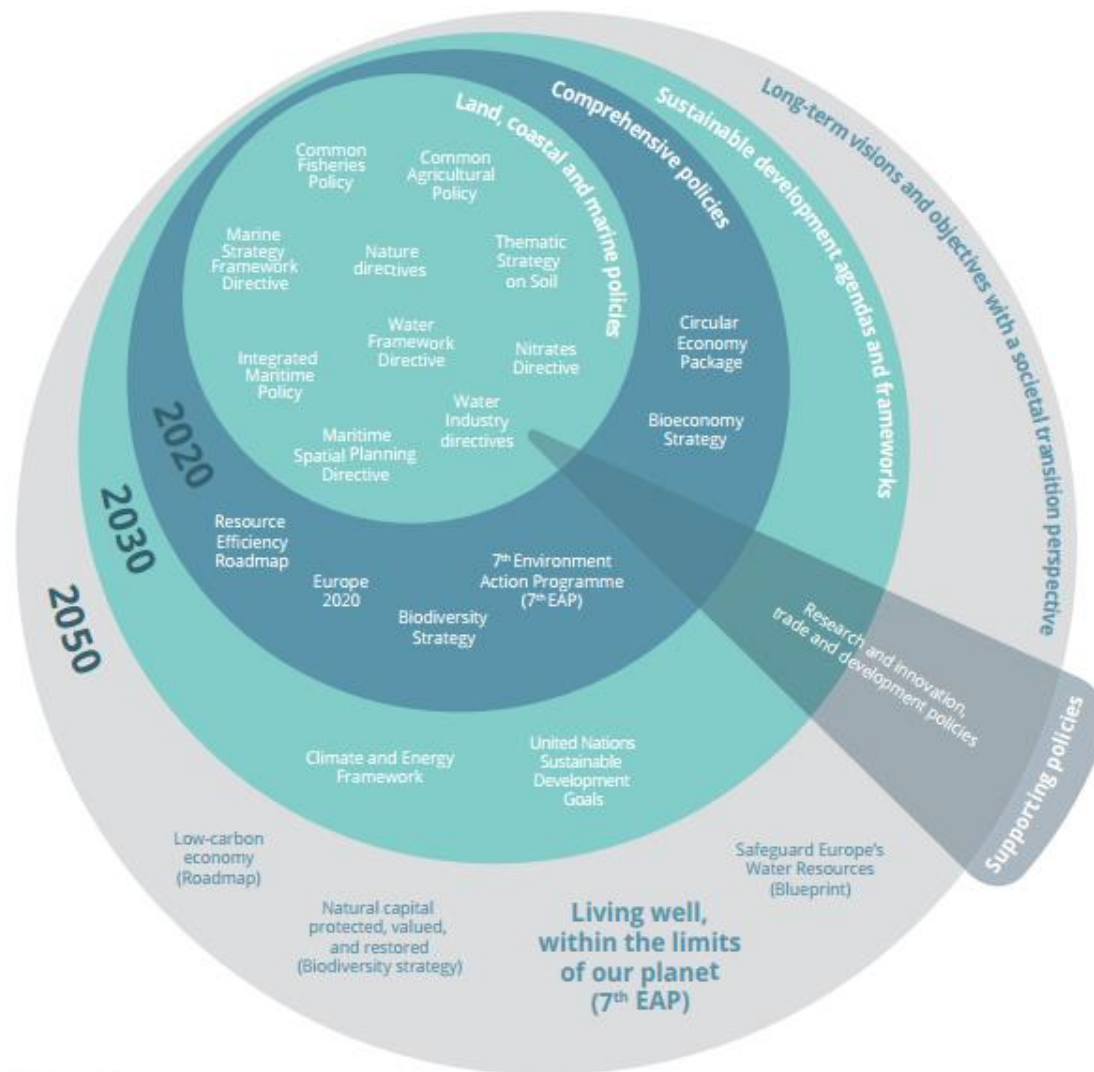 Long-term visions and objectives with a societal transition perspective
Sustainable development agendas and frameworks
Comprehensive policies
Land, coastal and marine policies
Common
Fisheries
Policy
Common
Agricultural
Policy
Marine
Strategy
Framework
Directive
Nature
directives
Thematic
Strategy
on Soil
Water
Framework
Directive
Nitrates
Directive
Integrated
Maritime
Policy
Water
Industry
directives
Maritime
Spatial Planning
Directive
Circular
Economy
Package
Bioeconomy
Strategy
2020
2030
2050
Resource
Efficiency
Roadmap
Europe
2020
Biodiversity
Strategy
7th Environment
Action Programme
(7th EAP)
Research and innovation,
trade and development policies
Supporting policies
Climate and Energy
Framework
United Nations
Sustainable
Development
Goals
Low-carbon
economy
(Roadmap)
Natural capital
protected, valued,
and restored
(Biodiversity strategy)
Living well,
within the limits
of our planet
(7th EAP)
Safeguard Europe's
Water Resources
(Blueprint)